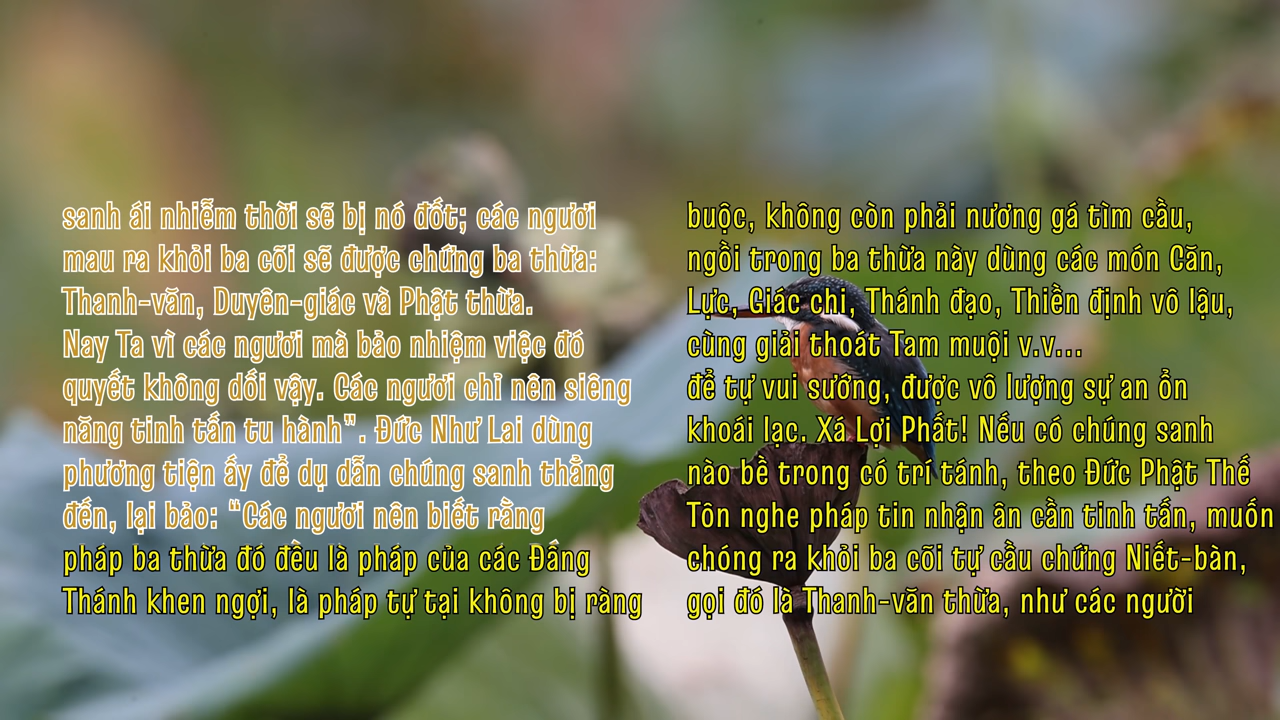 sanh ái nhiễm thời sẽ bị nó đốt; các ngươi
mau ra khỏi ba cõi sẽ được chứng ba thừa:
Thanh-văn, Duyên-giác và Phật thừa.
Nay Ta vì các ngươi mà bảo nhiệm việc đó
quyết không dối vậy. Các ngươi chỉ nên siêng
năng tinh tấn tu hành”. Đức Như Lai dùng
phương tiện ấy để dụ dẫn chúng sanh thẳng
đến, lại bảo: “Các ngươi nên biết rằng
pháp ba thừa đó đều là pháp của các Đấng
Thánh khen ngợi, là pháp tự tại không bị ràng
buộc, không còn phải nương gá tìm cầu,
ngồi trong ba thừa này dùng các món Căn,
Lực, Giác chi, Thánh đạo, Thiền định vô lậu,
cùng giải thoát Tam muội v.v...
để tự vui sướng, được vô lượng sự an ổn
khoái lạc. Xá Lợi Phất! Nếu có chúng sanh
nào bề trong có trí tánh, theo Đức Phật Thế
Tôn nghe pháp tin nhận ân cần tinh tấn, muốn
chóng ra khỏi ba cõi tự cầu chứng Niết-bàn,
gọi đó là Thanh-văn thừa, như các người